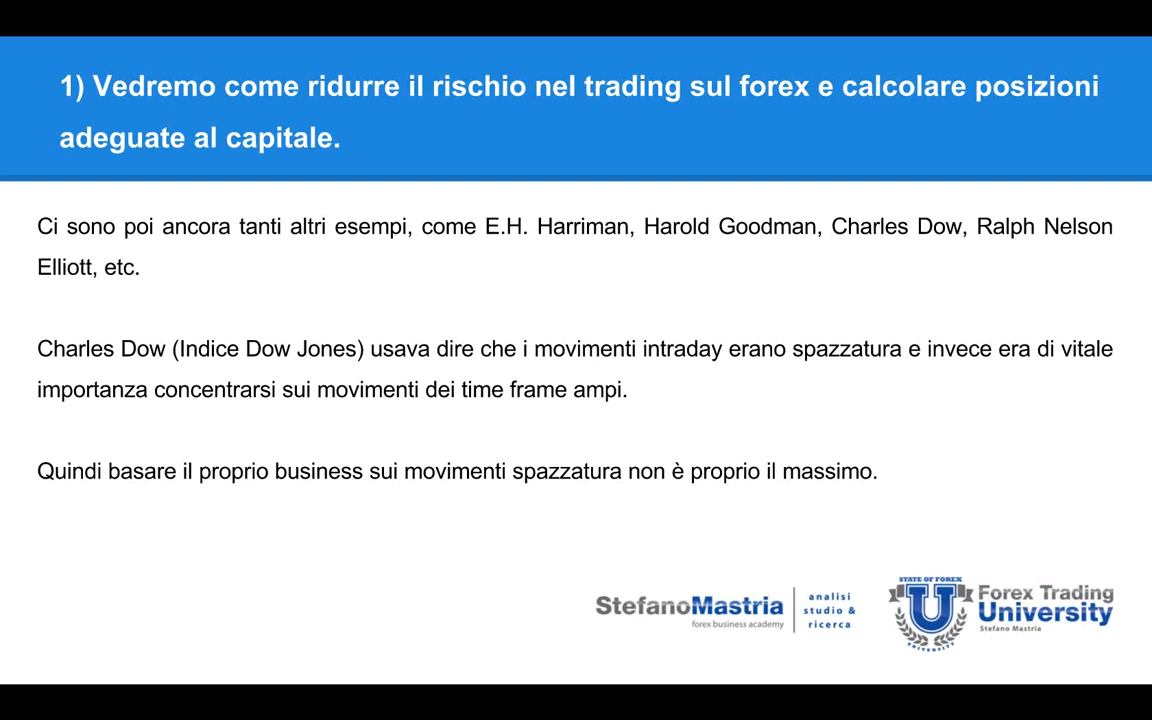 1) Vedremo come ridurre il rischio nel trading sul forex e calcolare posizioni
adeguate al capitale.
Ci sono poi ancora tanti altri esempi, come E.H. Harriman, Harold Goodman, Charles Dow, Ralph Nelson
Elliott, etc.
Charles Dow (Indice Dow Jones) usava dire che i movimenti intraday erano spazzatura e invece era di vitale
importanza concentrarsi sui movimenti dei time frame ampi.
Quindi basare il proprio business sui movimenti spazzatura non è proprio il massimo.
StefanoMastria
forex business academy
analisi
studio &
ricerca
STATE OF FOREX
U
UNIVERSITY
Forex Trading
University
Stefano Mastria